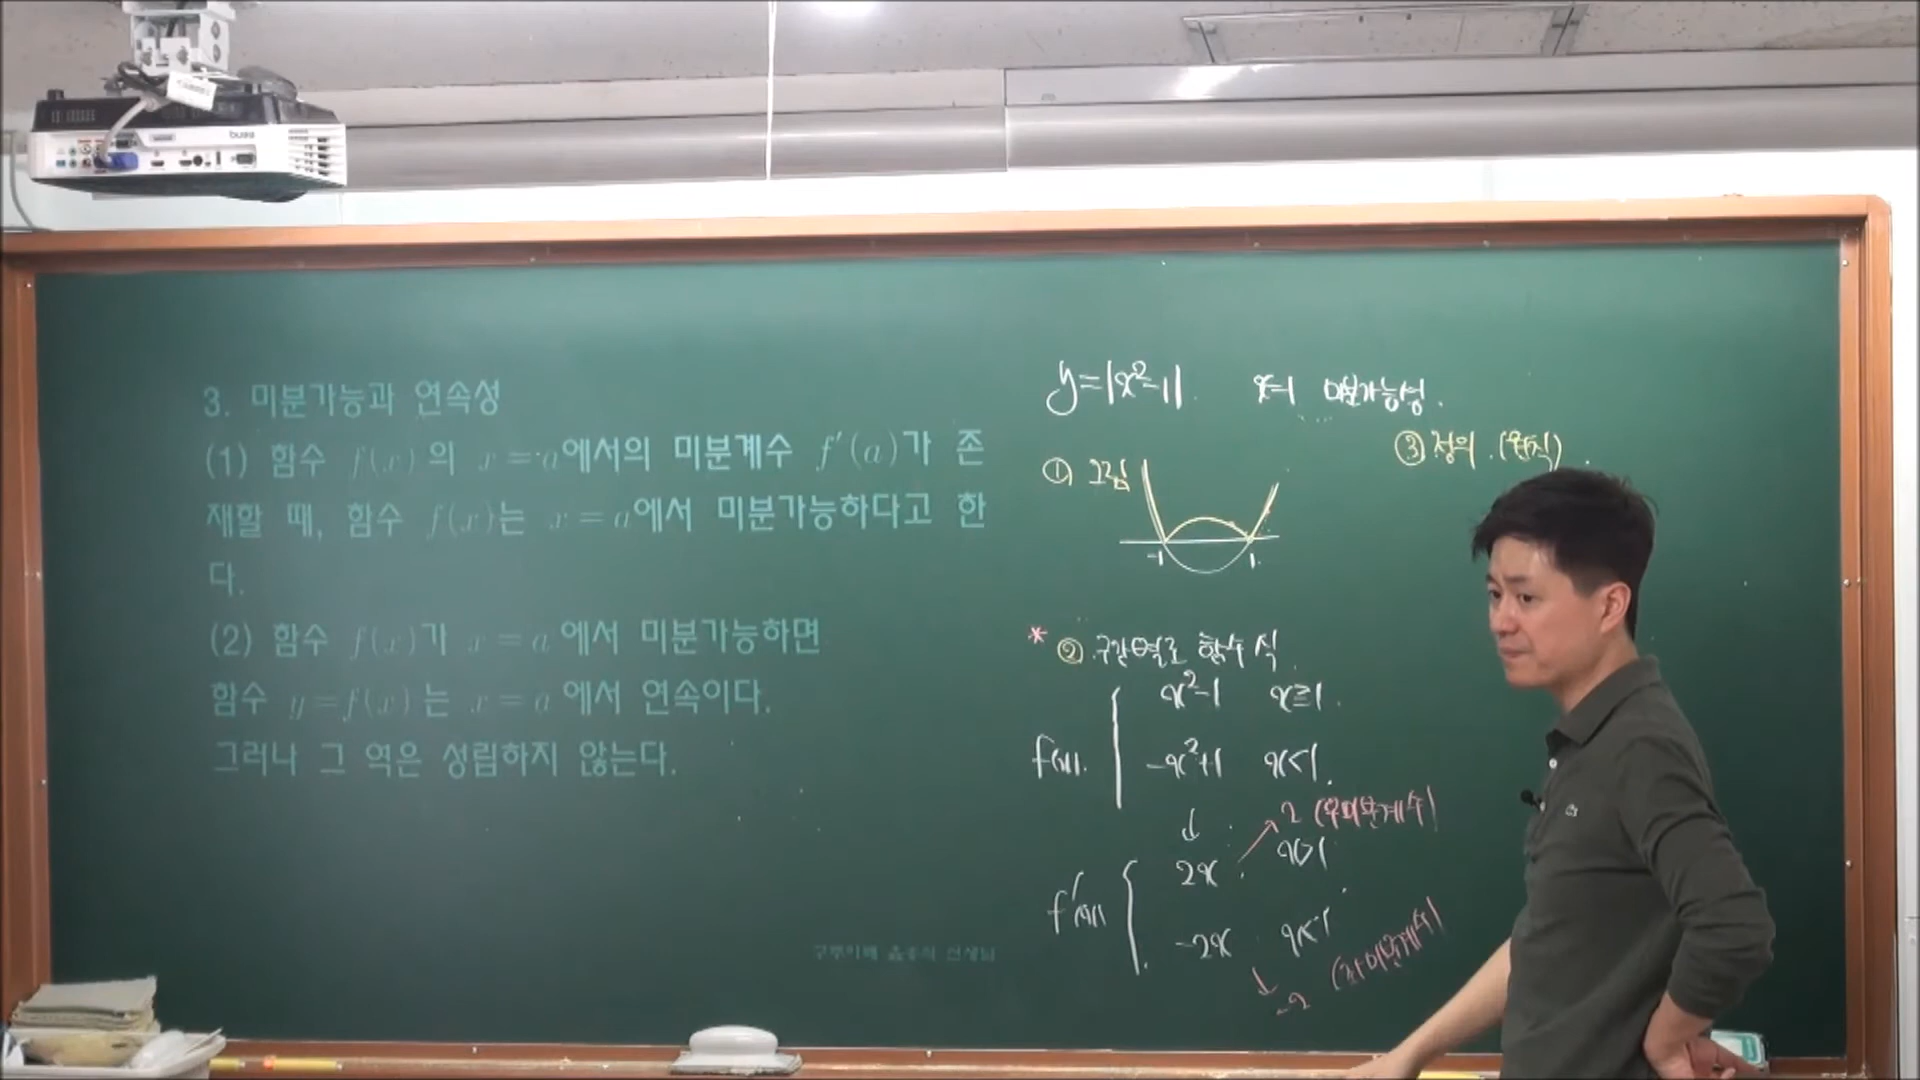 3. 미분가능과 연속성
(1) 함수 f(x)의 x=a에서의 미분계수 f′(a)가 존
재할 때, 함수 f(x)는 x=a에서 미분가능하다고 한
다.
(2) 함수 f(x)가 x=a에서 미분가능하면
함수 y=f(x)는 x=a에서 연속이다.
그러나 그 역은 성립하지 않는다.
y=|x²-1| x=1 미분가능성.
① 그림
③ 정의.(원칙)
-1 1
* ② 구간별로 함수 식
x²-1 x≥1
f(x)
-x²+1 x<1
↓
2 (우미분계수)
2x x>1
f′(x)
-2x x<1
↓
-2 (좌미분계수)
benq